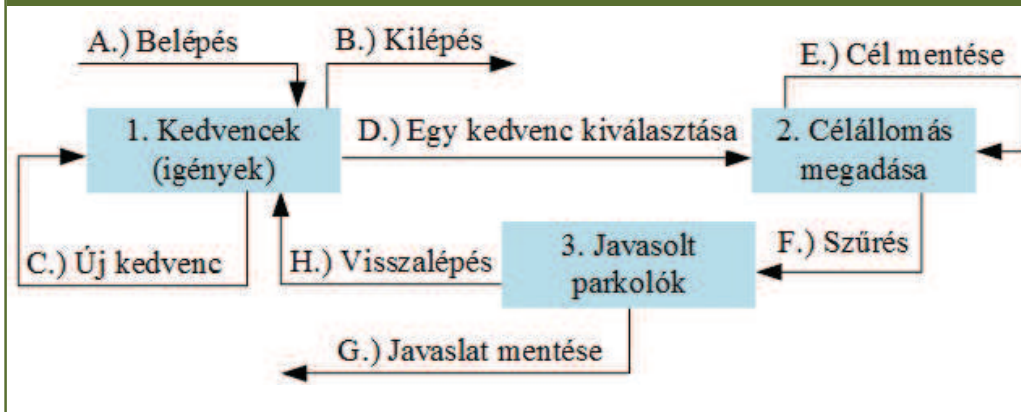 A.) Belépés
B.) Kilépés
E.) Cél mentése
1. Kedvencek
(igények)
D.) Egy kedvenc kiválasztása
2. Célállomás
megadása
C.) Új kedvenc
H.) Visszalépés
3. Javasolt
parkolók
F.) Szűrés
G.) Javaslat mentése